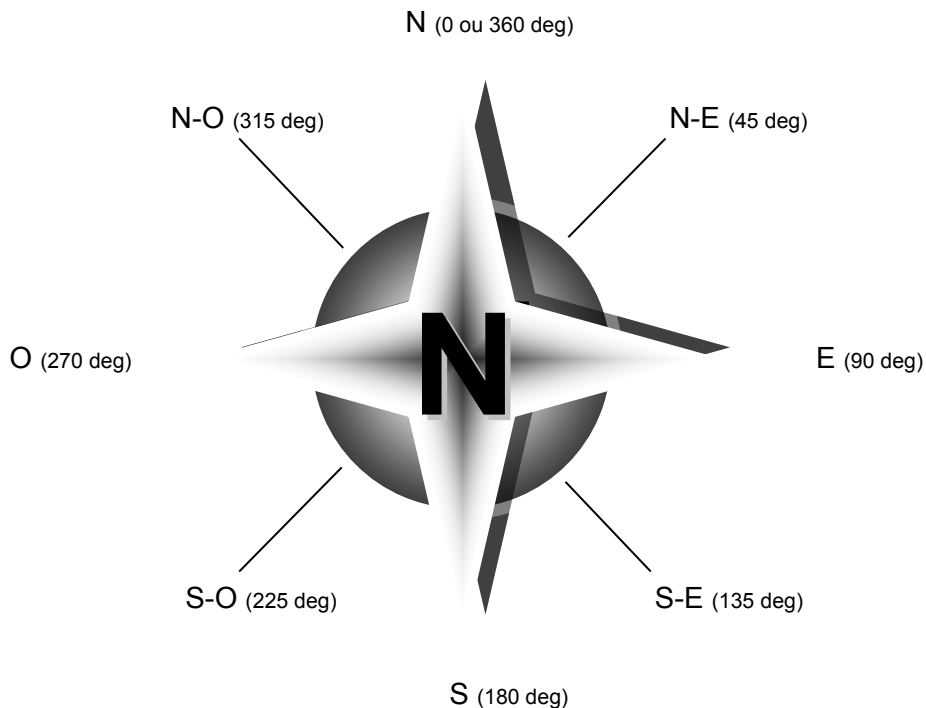 N (0 ou 360 deg)
N-O (315 deg)
N-E (45 deg)
N
O (270 deg)
E (90 deg)
S-O (225 deg)
S-E (135 deg)
S (180 deg)